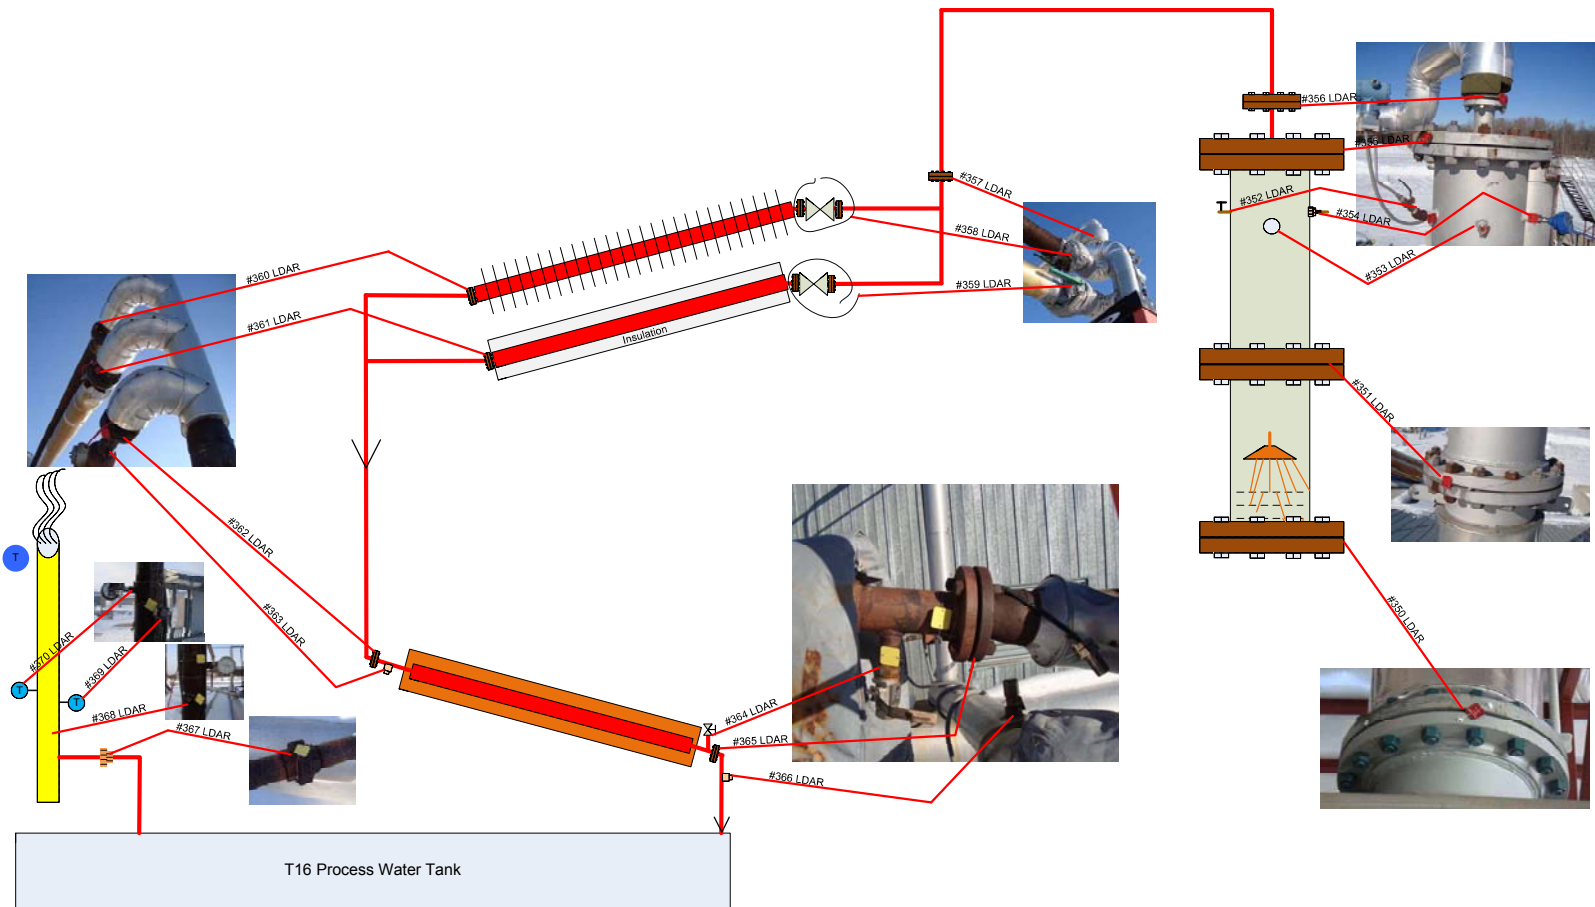 #356 LDAR
#355 LDAR
#352 LDAR
#354 LDAR
#353 LDAR
#357 LDAR
#358 LDAR
#359 LDAR
#360 LDAR
#361 LDAR
Insulation
#351 LDAR
#350 LDAR
#362 LDAR
#363 LDAR
T
#370 LDAR
#369 LDAR
T
T
#368 LDAR
#367 LDAR
#364 LDAR
#365 LDAR
#366 LDAR
T16 Process Water Tank